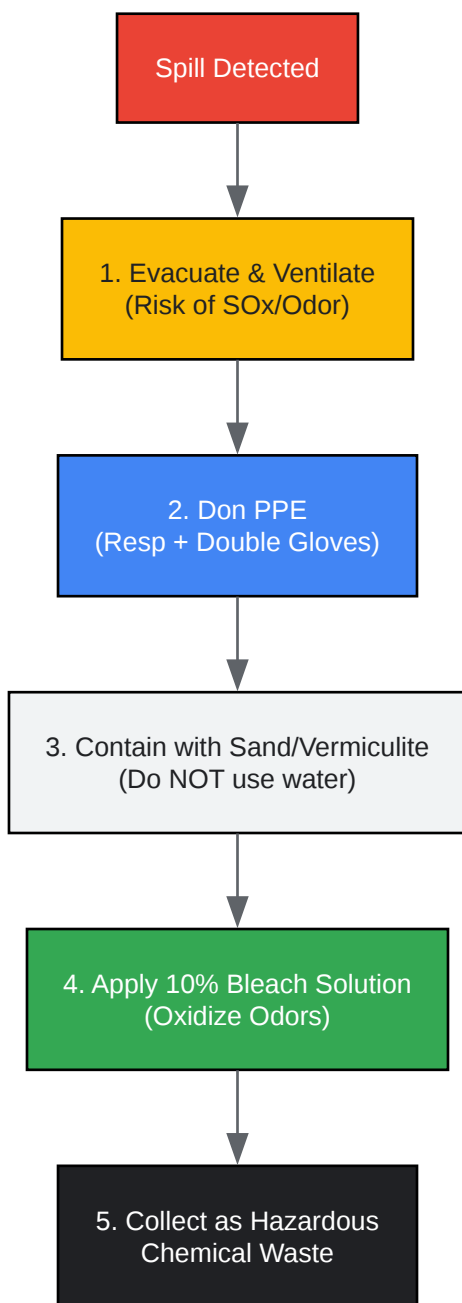 Spill Detected
1. Evacuate & Ventilate
(Risk of SOx/Odor)
2. Don PPE
(Resp + Double Gloves)
3. Contain with Sand/Vermiculite
(Do NOT use water)
4. Apply 10% Bleach Solution
(Oxidize Odors)
5. Collect as Hazardous
Chemical Waste